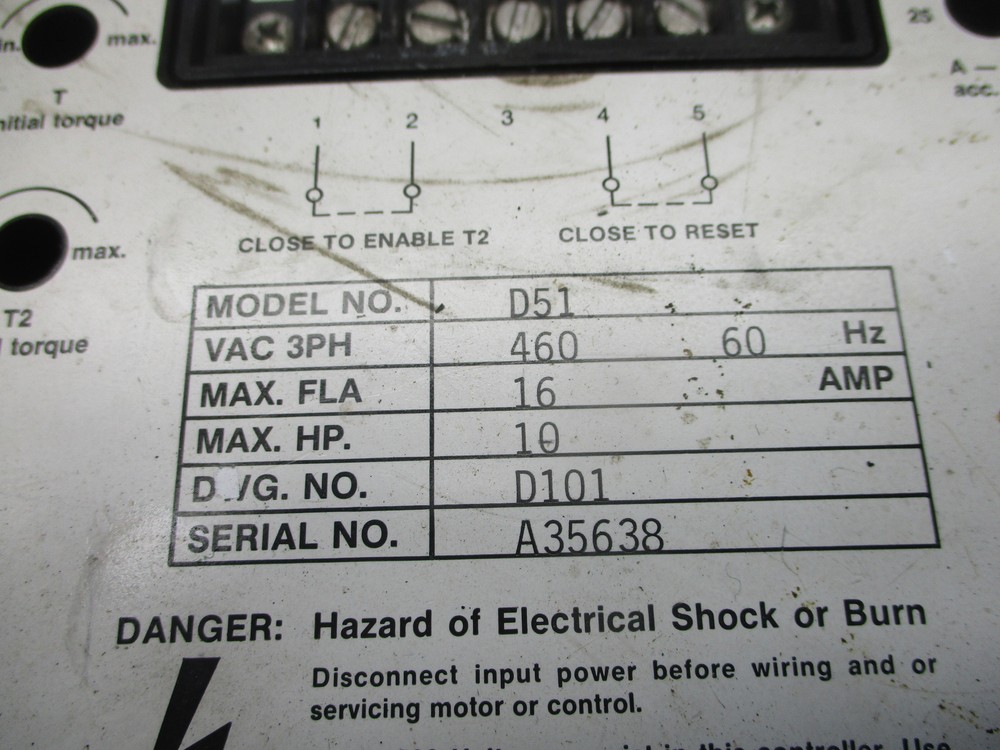 max.
25
T
A —
acc.
torque
1 2 3 4 5
CLOSE TO ENABLE T2
CLOSE TO RESET
max.
T2
torque
MODEL NO. D51
VAC 3PH 460 60 Hz
MAX. FLA 16 AMP
MAX. HP. 10
D /G. NO. D101
SERIAL NO. A35638
DANGER: Hazard of Electrical Shock or Burn
Disconnect input power before wiring and or
servicing motor or control.
in this controller. Use